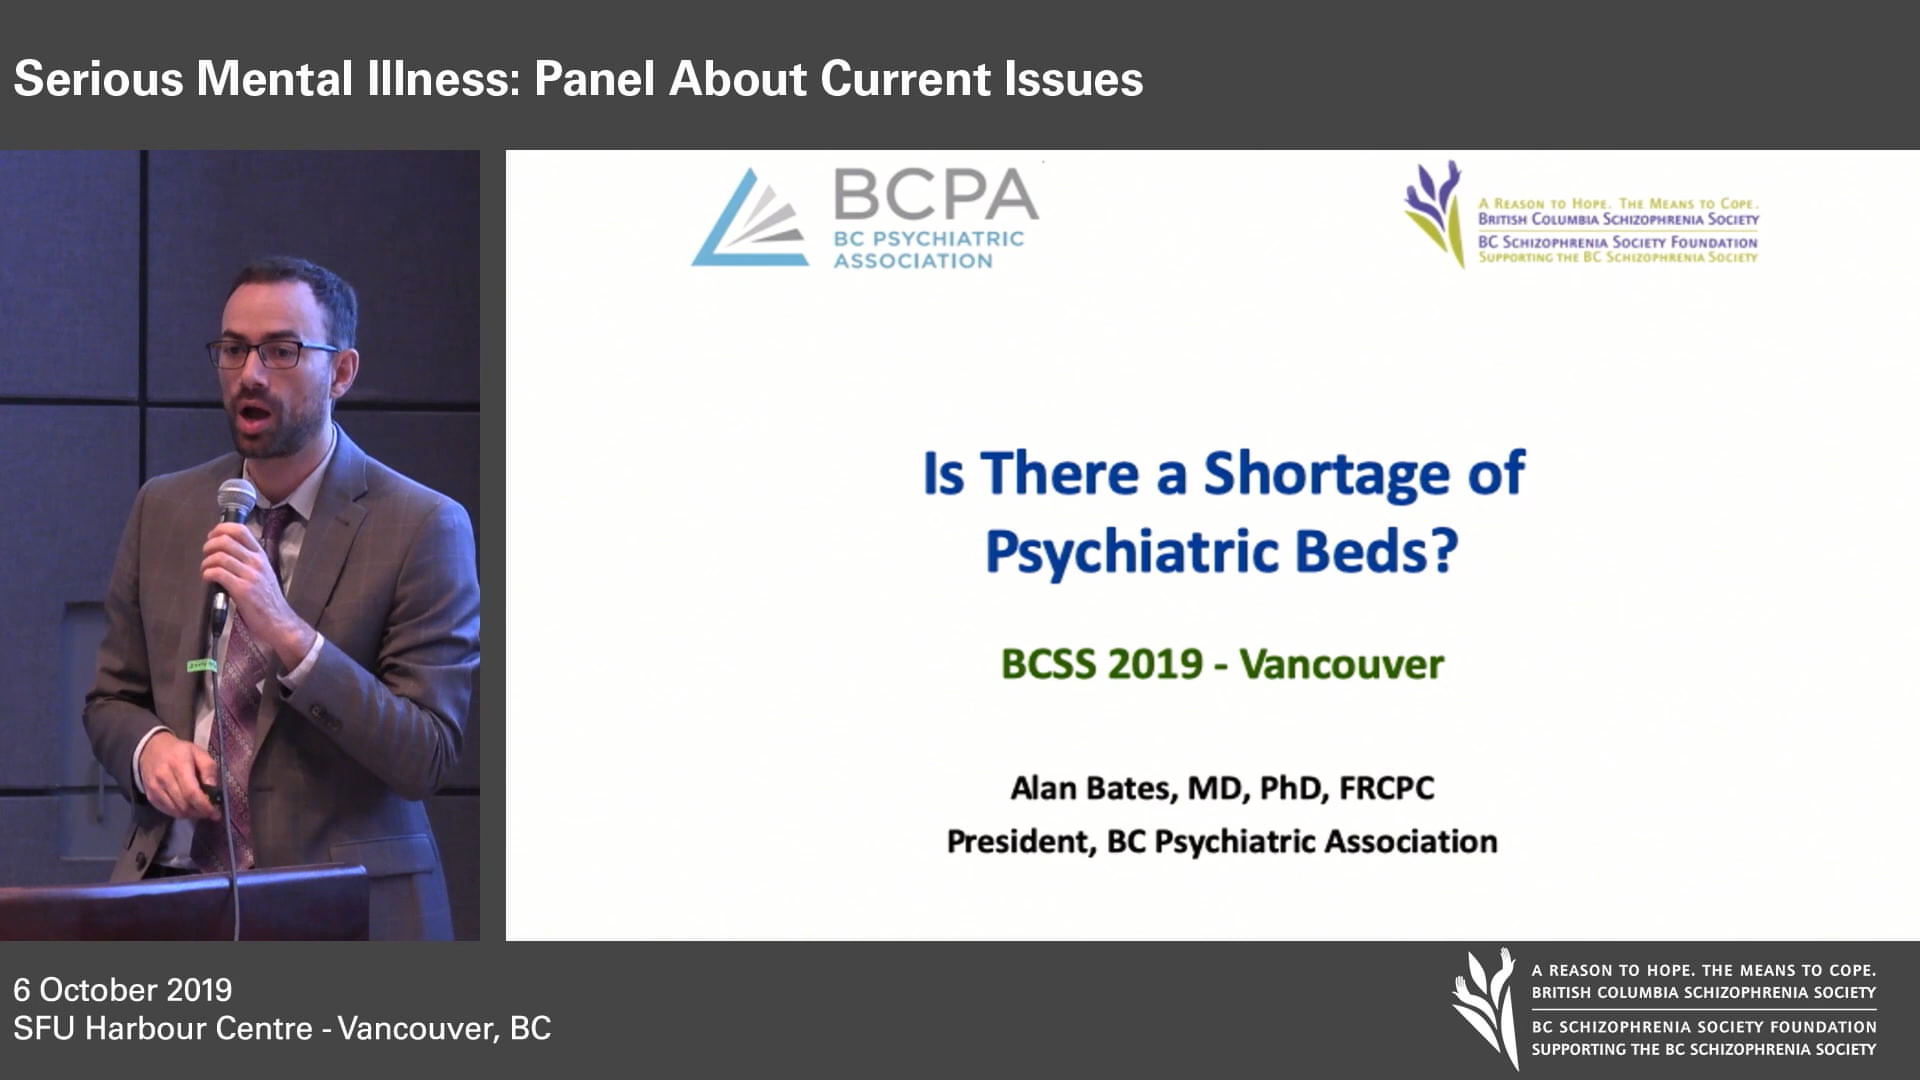 Serious Mental Illness: Panel About Current Issues
BCPA
BC PSYCHIATRIC
ASSOCIATION
A REASON TO HOPE. THE MEANS TO COPE.
BRITISH COLUMBIA SCHIZOPHRENIA SOCIETY
BC SCHIZOPHRENIA SOCIETY FOUNDATION
SUPPORTING THE BC SCHIZOPHRENIA SOCIETY
Is There a Shortage of
Psychiatric Beds?
BCSS 2019 - Vancouver
Alan Bates, MD, PhD, FRCPC
President, BC Psychiatric Association
6 October 2019
SFU Harbour Centre - Vancouver, BC
A REASON TO HOPE. THE MEANS TO COPE.
BRITISH COLUMBIA SCHIZOPHRENIA SOCIETY
BC SCHIZOPHRENIA SOCIETY FOUNDATION
SUPPORTING THE BC SCHIZOPHRENIA SOCIETY